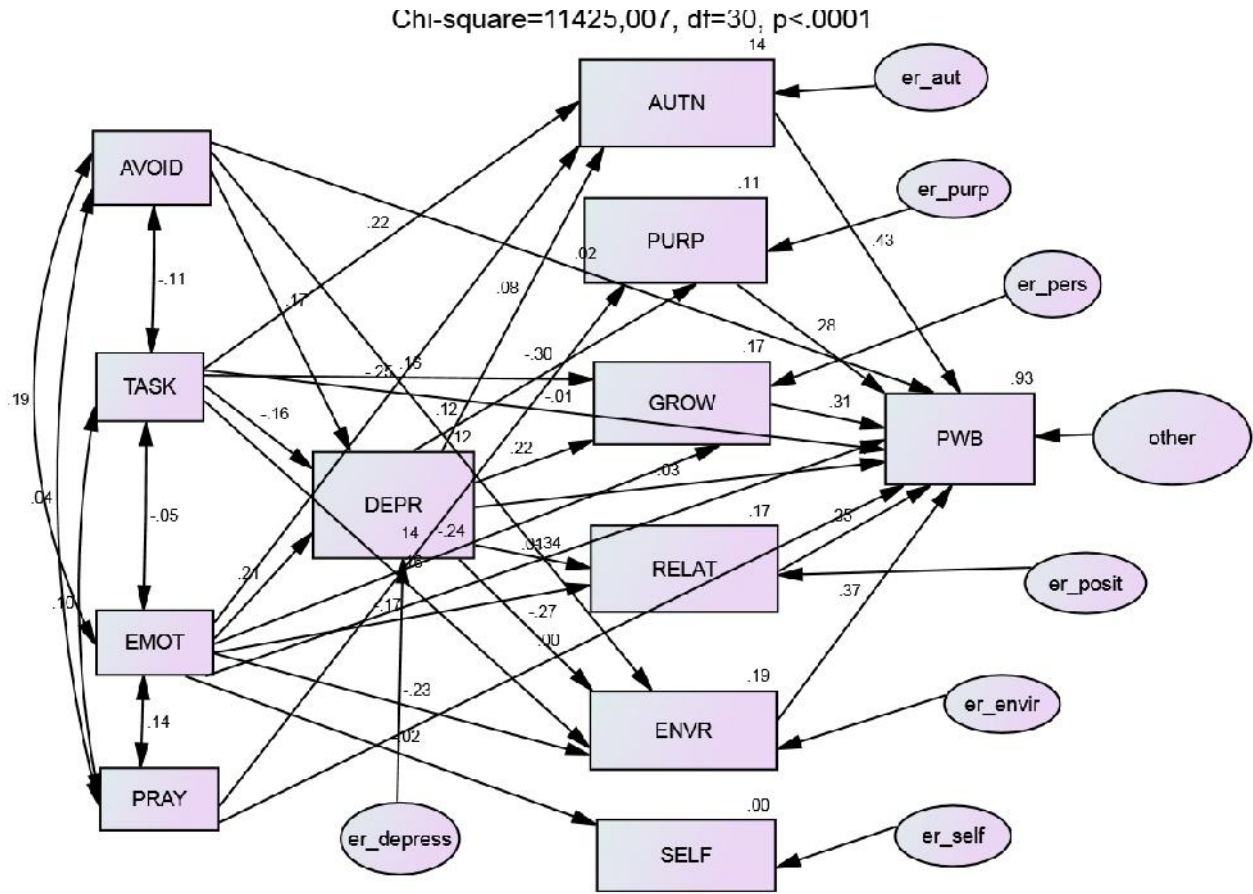 Chi-square=11425,007, df=30, p<.0001
14
er_aut
AUTN
AVOID
.11
er_purp
PURP
.22
.02
.43
-.11
er_pers
.17
.08
28
.17
-.30
-.25
.15
TASK
-.01
GROW
.31
.93
.19
-.16
.12
.12
PWB
other
.22
.03
DEPR
.04
-.05
.17
14
-.24
.35
.01
.34
RELAT
.21
er_posit
.37
.10
-.17
-.27
EMOT
.00
.19
-.23
er_envir
ENVR
.14
.02
PRAY
.00
er_depress
er_self
SELF